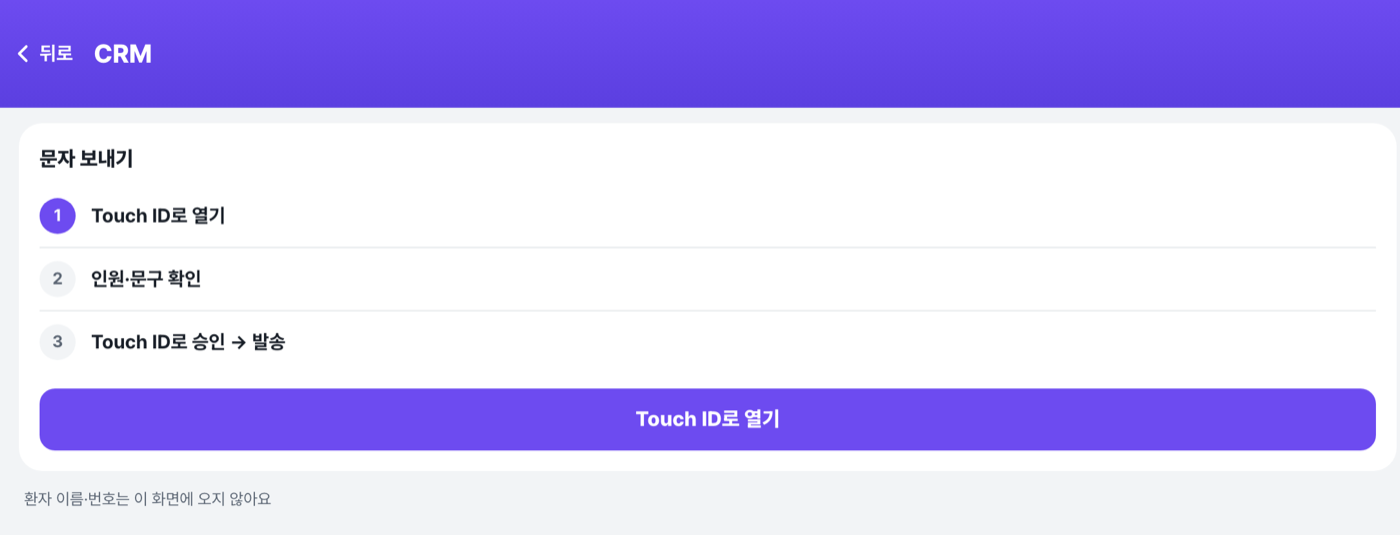 뒤로 CRM
문자 보내기
1 Touch ID로 열기
2 인원·문구 확인
3 Touch ID로 승인 → 발송
Touch ID로 열기
환자 이름·번호는 이 화면에 오지 않아요